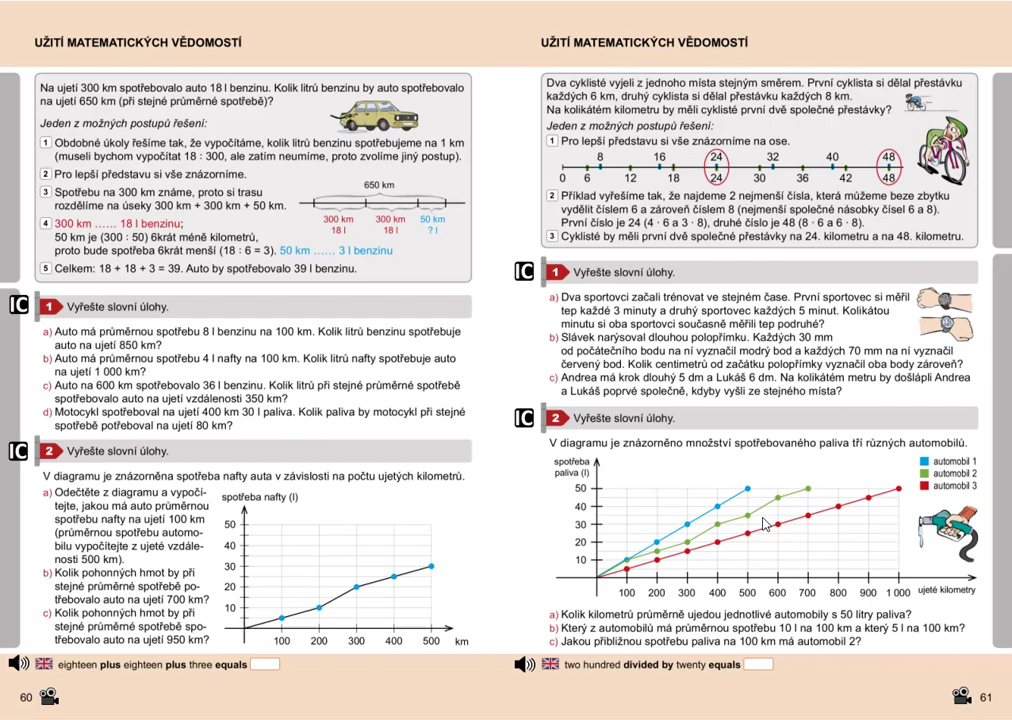 UŽITÍ MATEMATICKÝCH VĚDOMOSTÍ
Na ujetí 300 km spotřebovalo auto 18 l benzinu. Kolik litrů benzinu by auto spotřebovalo
na ujetí 650 km (při stejné průměrné spotřebě)?
Jeden z možných postupů řešení:
1 Obdobné úkoly řešíme tak, že vypočítáme, kolik litrů benzinu spotřebujeme na 1 km
(museli bychom vypočítat 18 : 300, ale zatím neumíme, proto zvolíme jiný postup).
2 Pro lepší představu si vše znázorníme.
3 Spotřebu na 300 km známe, proto si trasu
rozdělíme na úseky 300 km + 300 km + 50 km.
650 km
300 km 300 km 50 km
18 l 18 l ? l
4 300 km ...... 18 l benzinu;
50 km je (300 : 50) 6krát méně kilometrů,
proto bude spotřeba 6krát menší (18 : 6 = 3). 50 km ...... 3 l benzinu
5 Celkem: 18 + 18 + 3 = 39. Auto by spotřebovalo 39 l benzinu.
IC 1 Vyřešte slovní úlohy.
a) Auto má průměrnou spotřebu 8 l benzinu na 100 km. Kolik litrů benzinu spotřebuje
auto na ujetí 850 km?
b) Auto má průměrnou spotřebu 4 l nafty na 100 km. Kolik litrů nafty spotřebuje auto
na ujetí 1 000 km?
c) Auto na 600 km spotřebovalo 36 l benzinu. Kolik litrů při stejné průměrné spotřebě
spotřebovalo auto na ujetí vzdálenosti 350 km?
d) Motocykl spotřeboval na ujetí 400 km 30 l paliva. Kolik paliva by motocykl při stejné
spotřebě potřeboval na ujetí 80 km?
IC 2 Vyřešte slovní úlohy.
V diagramu je znázorněna spotřeba nafty auta v závislosti na počtu ujetých kilometrů.
a) Odečtěte z diagramu a vypočí-
tejte, jakou má auto průměrnou
spotřebu nafty na ujetí 100 km
(průměrnou spotřebu automo-
bilu vypočítejte z ujeté vzdále-
nosti 500 km).
b) Kolik pohonných hmot by při
stejné průměrné spotřebě po-
třebovalo auto na ujetí 700 km?
c) Kolik pohonných hmot by při
stejné průměrné spotřebě spo-
třebovalo auto na ujetí 950 km?
spotřeba nafty (l)
50
40
30
20
10
100 200 300 400 500 km
eighteen plus eighteen plus three equals
60
UŽITÍ MATEMATICKÝCH VĚDOMOSTÍ
Dva cyklisté vyjeli z jednoho místa stejným směrem. První cyklista si dělal přestávku
každých 6 km, druhý cyklista si dělal přestávku každých 8 km.
Na kolikátém kilometru by měli cyklisté první dvě společné přestávky?
Jeden z možných postupů řešení:
1 Pro lepší představu si vše znázorníme na ose.
8 16 24 32 40 48
0 6 12 18 24 30 36 42 48
2 Příklad vyřešíme tak, že najdeme 2 nejmenší čísla, která můžeme beze zbytku
vydělit číslem 6 a zároveň číslem 8 (nejmenší společné násobky čísel 6 a 8).
První číslo je 24 (4 · 6 a 3 · 8), druhé číslo je 48 (8 · 6 a 6 · 8).
3 Cyklisté by měli první dvě společné přestávky na 24. kilometru a na 48. kilometru.
IC 1 Vyřešte slovní úlohy.
a) Dva sportovci začali trénovat ve stejném čase. První sportovec si měřil
tep každé 3 minuty a druhý sportovec každých 5 minut. Kolikátou
minutu si oba sportovci současně měřili tep podruhé?
b) Slávek narýsoval dlouhou polopřímku. Každých 30 mm
od počátečního bodu na ní vyznačil modrý bod a každých 70 mm na ní vyznačil
červený bod. Kolik centimetrů od začátku polopřímky vyznačil oba body zároveň?
c) Andrea má krok dlouhý 5 dm a Lukáš 6 dm. Na kolikátém metru by došlápli Andrea
a Lukáš poprvé společně, kdyby vyšli ze stejného místa?
IC 2 Vyřešte slovní úlohy.
V diagramu je znázorněno množství spotřebovaného paliva tří různých automobilů.
spotřeba
paliva (l)
50
40
30
20
10
100 200 300 400 500 600 700 800 900 1 000 ujeté kilometry
automobil 1
automobil 2
automobil 3
a) Kolik kilometrů průměrně ujedou jednotlivé automobily s 50 litry paliva?
b) Který z automobilů má průměrnou spotřebu 10 l na 100 km a který 5 l na 100 km?
c) Jakou přibližnou spotřebu paliva na 100 km má automobil 2?
two hundred divided by twenty equals
61